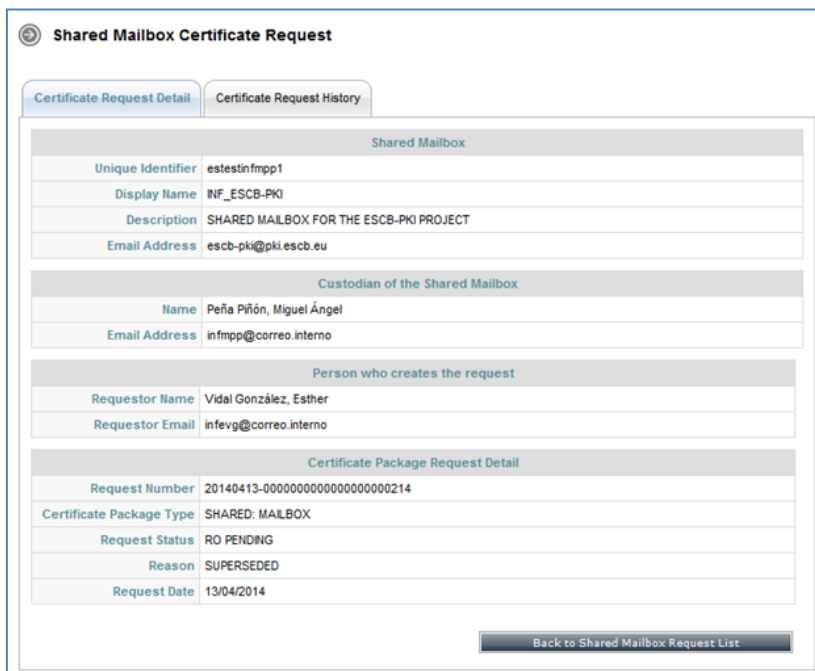 Shared Mailbox Certificate Request
Certificate Request Detail Certificate Request History
Shared Mailbox
Unique Identifier estestinfmpp1
Display Name INF_ESCB-PKI
Description SHARED MAILBOX FOR THE ESCB-PKI PROJECT
Email Address escb-pki@pki.escb.eu
Custodian of the Shared Mailbox
Name Peña Piñón, Miguel Ángel
Email Address infmpp@correo.interno
Person who creates the request
Requestor Name Vidal González, Esther
Requestor Email infevg@correo.interno
Certificate Package Request Detail
Request Number 20140413-0000000000000000000214
Certificate Package Type SHARED: MAILBOX
Request Status RO PENDING
Reason SUPERSEDED
Request Date 13/04/2014
Back to Shared Mailbox Request List